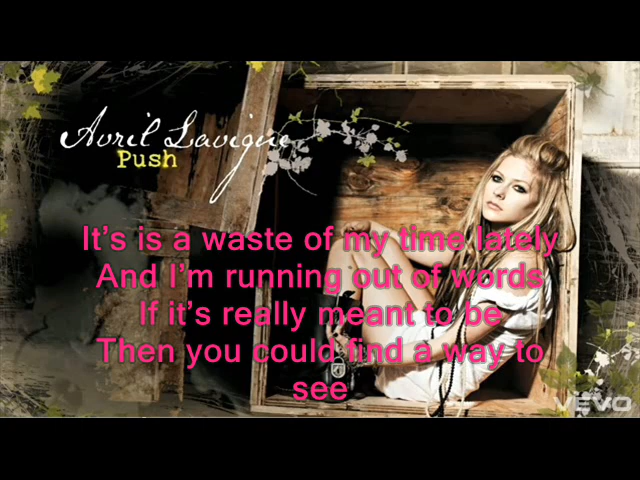 Avril Lavigne
Push
It's is a waste of my time lately
And I'm running out of words
If it's really meant to be
Then you could find a way to
see
VEVO